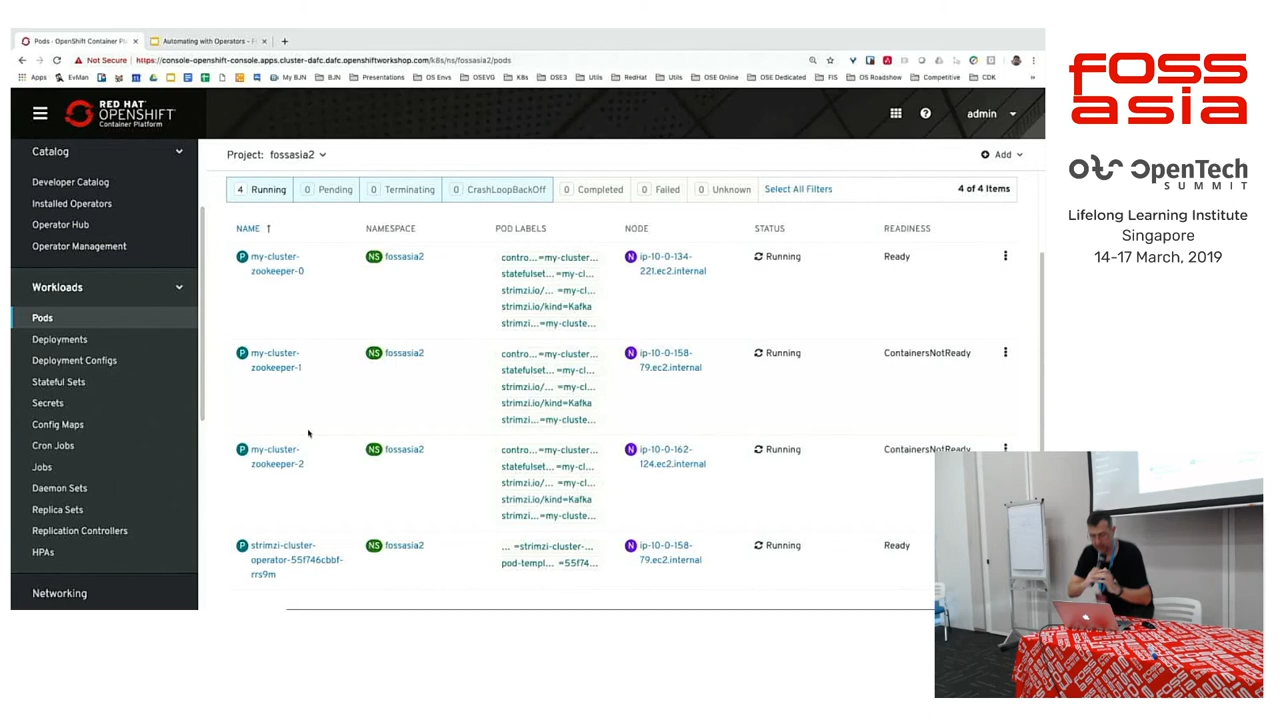 Pods · OpenShift Container Pl
Automating with Operators - F
Not Secure
https://console-openshift-console.apps.cluster-dafc.dafc.openshiftworkshop.com/k8s/ns/fossasia2/pods
Apps
EvMan
My BJN
BJN
Presentations
OS Envs
OSEVG
K8s
OSE3
Utils
RedHat
Utils
OSE Online
OSE Dedicated
FIS
OS Roadshow
Competitive
CDK
RED HAT
OPENSHIFT
Container Platform
admin
Catalog
Developer Catalog
Installed Operators
Operator Hub
Operator Management
Workloads
Pods
Deployments
Deployment Configs
Stateful Sets
Secrets
Config Maps
Cron Jobs
Jobs
Daemon Sets
Replica Sets
Replication Controllers
HPAs
Networking
Project: fossasia2
Add
4 Running
0 Pending
0 Terminating
0 CrashLoopBackOff
0 Completed
0 Failed
0 Unknown
Select All Filters
4 of 4 Items
NAME
NAMESPACE
POD LABELS
NODE
STATUS
READINESS
P my-cluster-
zookeeper-0
NS fossasia2
contro... =my-cluster...
statefulset... =my-cl...
strimzi.io/... =my-cl...
strimzi.io/kind=Kafka
strimzi... =my-cluste...
N ip-10-0-134-
221.ec2.internal
Running
Ready
P my-cluster-
zookeeper-1
NS fossasia2
contro... =my-cluster...
statefulset... =my-cl...
strimzi.io/... =my-cl...
strimzi.io/kind=Kafka
strimzi... =my-cluste...
N ip-10-0-158-
79.ec2.internal
Running
ContainersNotReady
P my-cluster-
zookeeper-2
NS fossasia2
contro... =my-cluster...
statefulset... =my-cl...
strimzi.io/... =my-cl...
strimzi.io/kind=Kafka
strimzi... =my-cluste...
N ip-10-0-162-
124.ec2.internal
Running
ContainersNotReady
P strimzi-cluster-
operator-55f746cbbf-
rrs9m
NS fossasia2
... =strimzi-cluster-...
pod-templ... =55f74...
N ip-10-0-158-
79.ec2.internal
Running
Ready
FOSS
ASIA
OpenTech
SUMMIT
Lifelong Learning Institute
Singapore
14-17 March, 2019